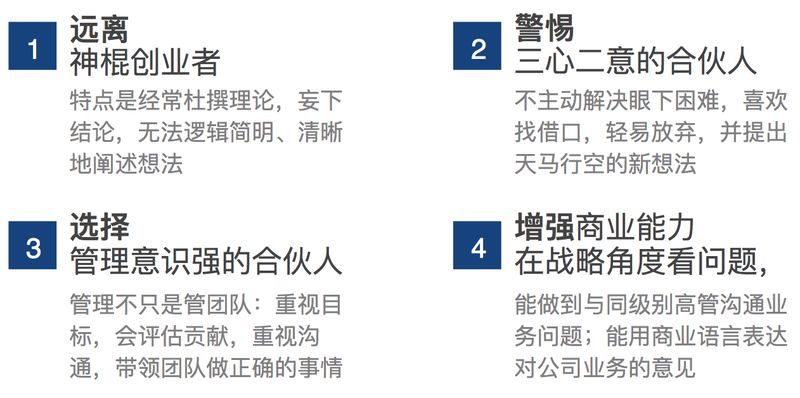 1
远离
神棍创业者
特点是经常杜撰理论，妄下
结论，无法逻辑简明、清晰
地阐述想法
2
警惕
三心二意的合伙人
不主动解决眼下困难，喜欢
找借口，轻易放弃，并提出
天马行空的新想法
3
选择
管理意识强的合伙人
管理不只是管团队：重视目
标，会评估贡献，重视沟
通，带领团队做正确的事情
4
增强商业能力
在战略角度看问题，
能做到与同级别高管沟通业
务问题；能用商业语言表达
对公司业务的意见